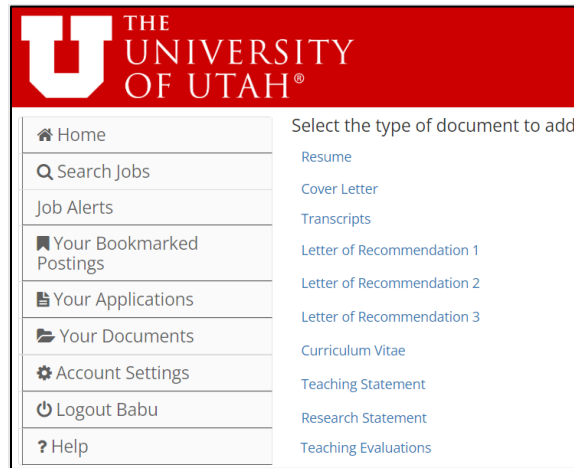 THE
UNIVERSITY
OF UTAH®
Home
Search Jobs
Job Alerts
Your Bookmarked
Postings
Your Applications
Your Documents
Account Settings
Logout Babu
? Help
Select the type of document to add
Resume
Cover Letter
Transcripts
Letter of Recommendation 1
Letter of Recommendation 2
Letter of Recommendation 3
Curriculum Vitae
Teaching Statement
Research Statement
Teaching Evaluations